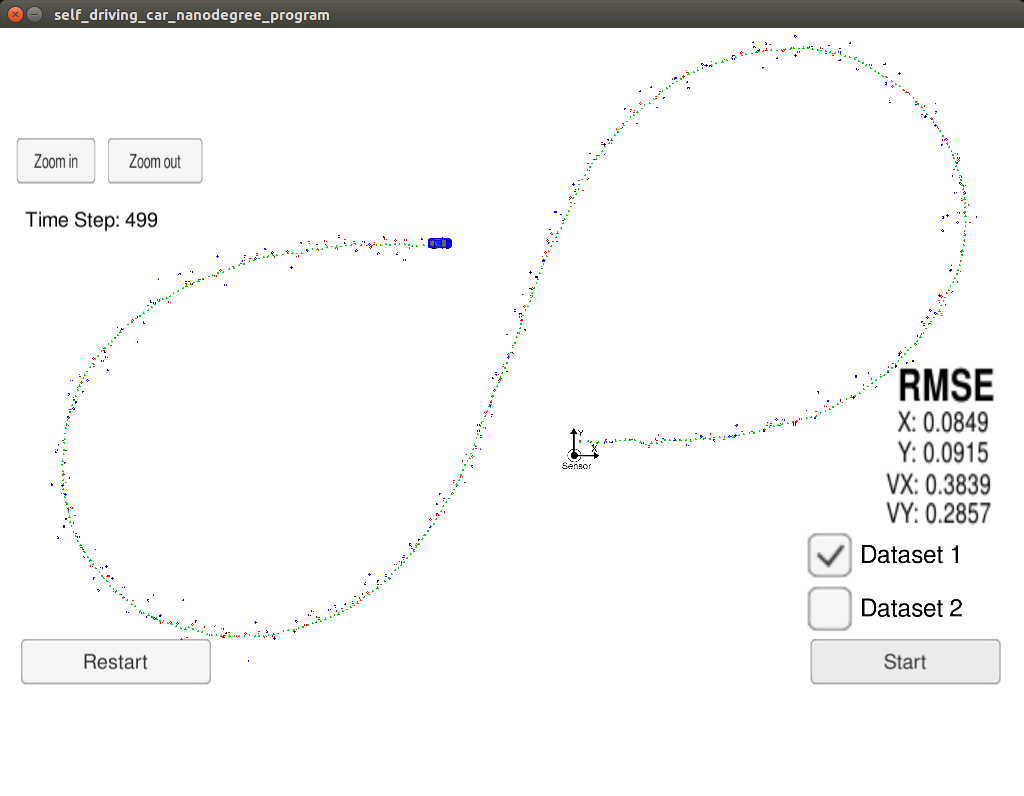 self_driving_car_nanodegree_program
Zoom in
Zoom out
Time Step: 499
Y
X
Sensor
RMSE
X: 0.0849
Y: 0.0915
VX: 0.3839
VY: 0.2857
Dataset 1
Dataset 2
Restart
Start